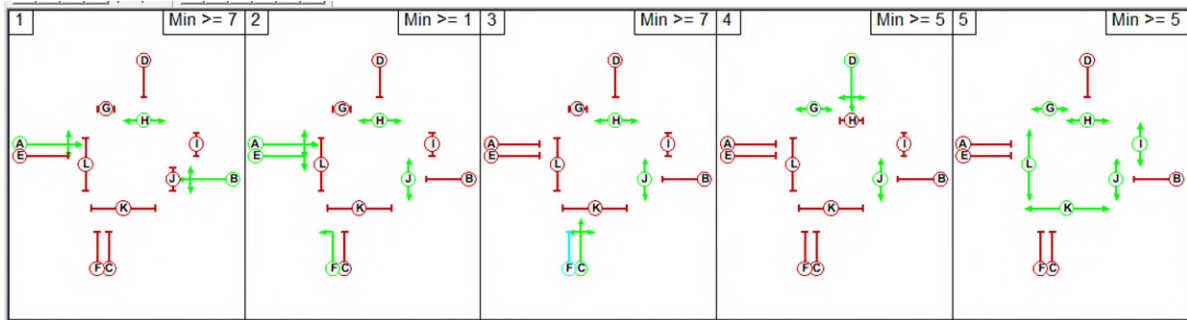 1 Min >= 7 2 Min >= 1 3 Min >= 7 4 Min >= 5 5 Min >= 5
D D D D D
G G G G G
H H H H H
A A A A A
I I I I I
E E E E E
L L L L L
J B J B J B J B J B
K K K K K
F C F C F C F C F C